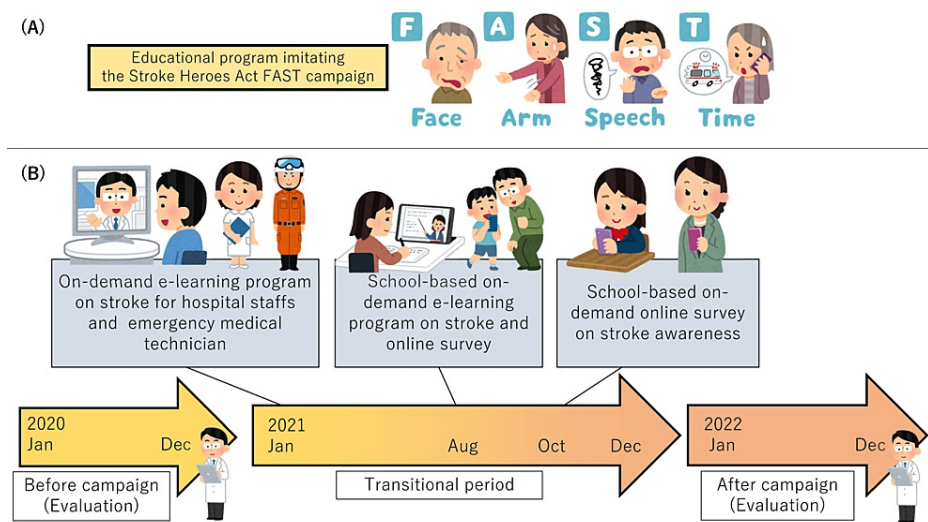 (A)
Educational program imitating
the Stroke Heroes Act FAST campaign
F A S T
Face Arm Speech Time
(B)
On-demand e-learning program
on stroke for hospital staffs
and emergency medical
technician
School-based on-
demand e-learning
program on stroke and
online survey
School-based on-
demand online survey
on stroke awareness
2020
Jan Dec
Before campaign
(Evaluation)
2021
Jan Aug Oct Dec
Transitional period
2022
Jan Dec
After campaign
(Evaluation)